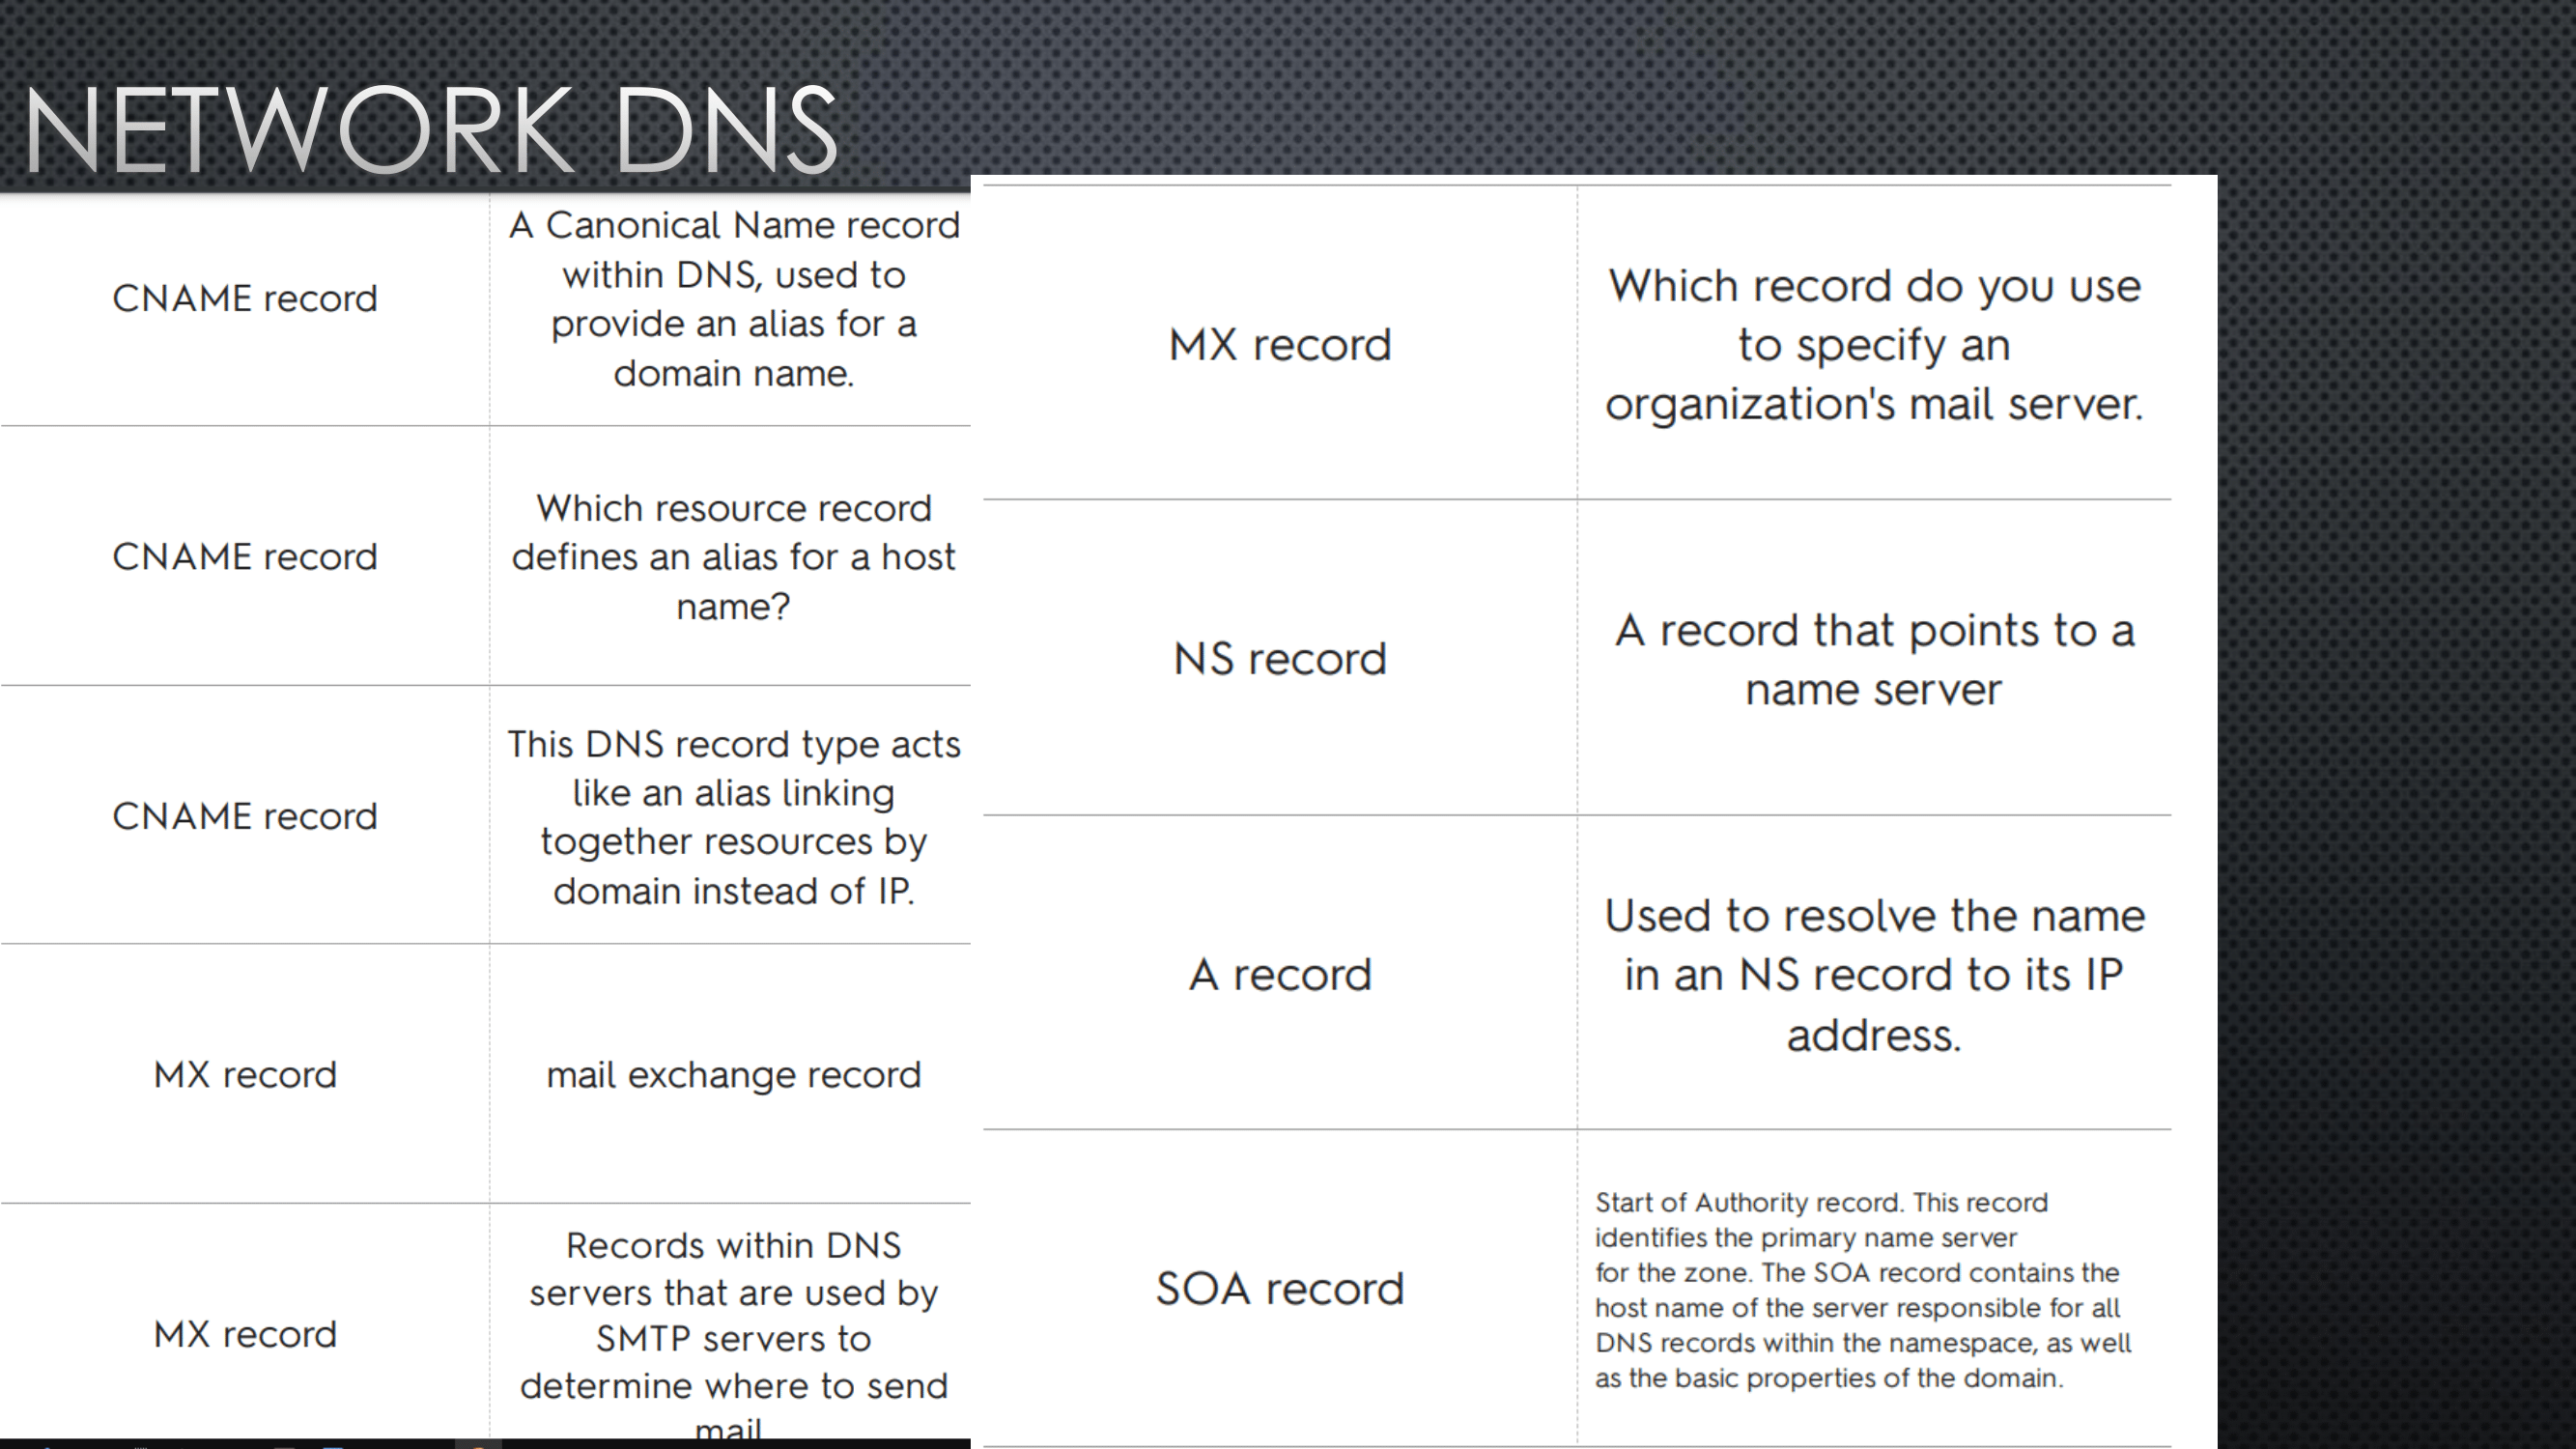 NETWORK DNS
CNAME record
A Canonical Name record
within DNS, used to
provide an alias for a
domain name.
CNAME record
Which resource record
defines an alias for a host
name?
CNAME record
This DNS record type acts
like an alias linking
together resources by
domain instead of IP.
MX record
mail exchange record
MX record
Records within DNS
servers that are used by
SMTP servers to
determine where to send
mail
MX record
Which record do you use
to specify an
organization's mail server.
NS record
A record that points to a
name server
A record
Used to resolve the name
in an NS record to its IP
address.
SOA record
Start of Authority record. This record
identifies the primary name server
for the zone. The SOA record contains the
host name of the server responsible for all
DNS records within the namespace, as well
as the basic properties of the domain.